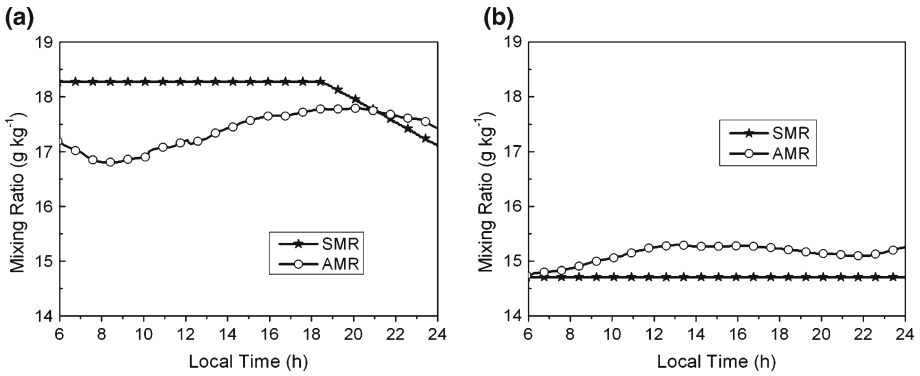 (a)
19
18
17
16
15
14
Mixing Ratio (g kg⁻¹)
SMR
AMR
6 8 10 12 14 16 18 20 22 24
Local Time (h)
(b)
19
18
17
16
15
14
Mixing Ratio (g kg⁻¹)
SMR
AMR
6 8 10 12 14 16 18 20 22 24
Local Time (h)